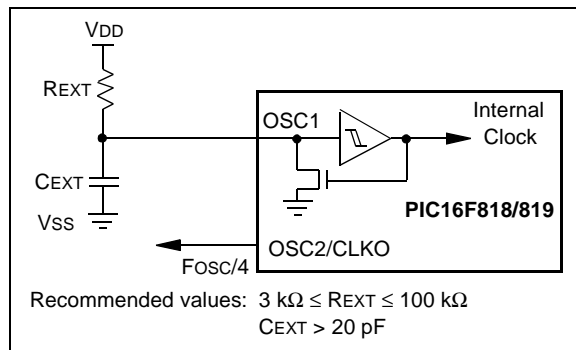 VDD
REXT
OSC1
Internal
Clock
CEXT
PIC16F818/819
VSS
OSC2/CLKO
FOSC/4
Recommended values: 3 kΩ ≤ REXT ≤ 100 kΩ
CEXT > 20 pF